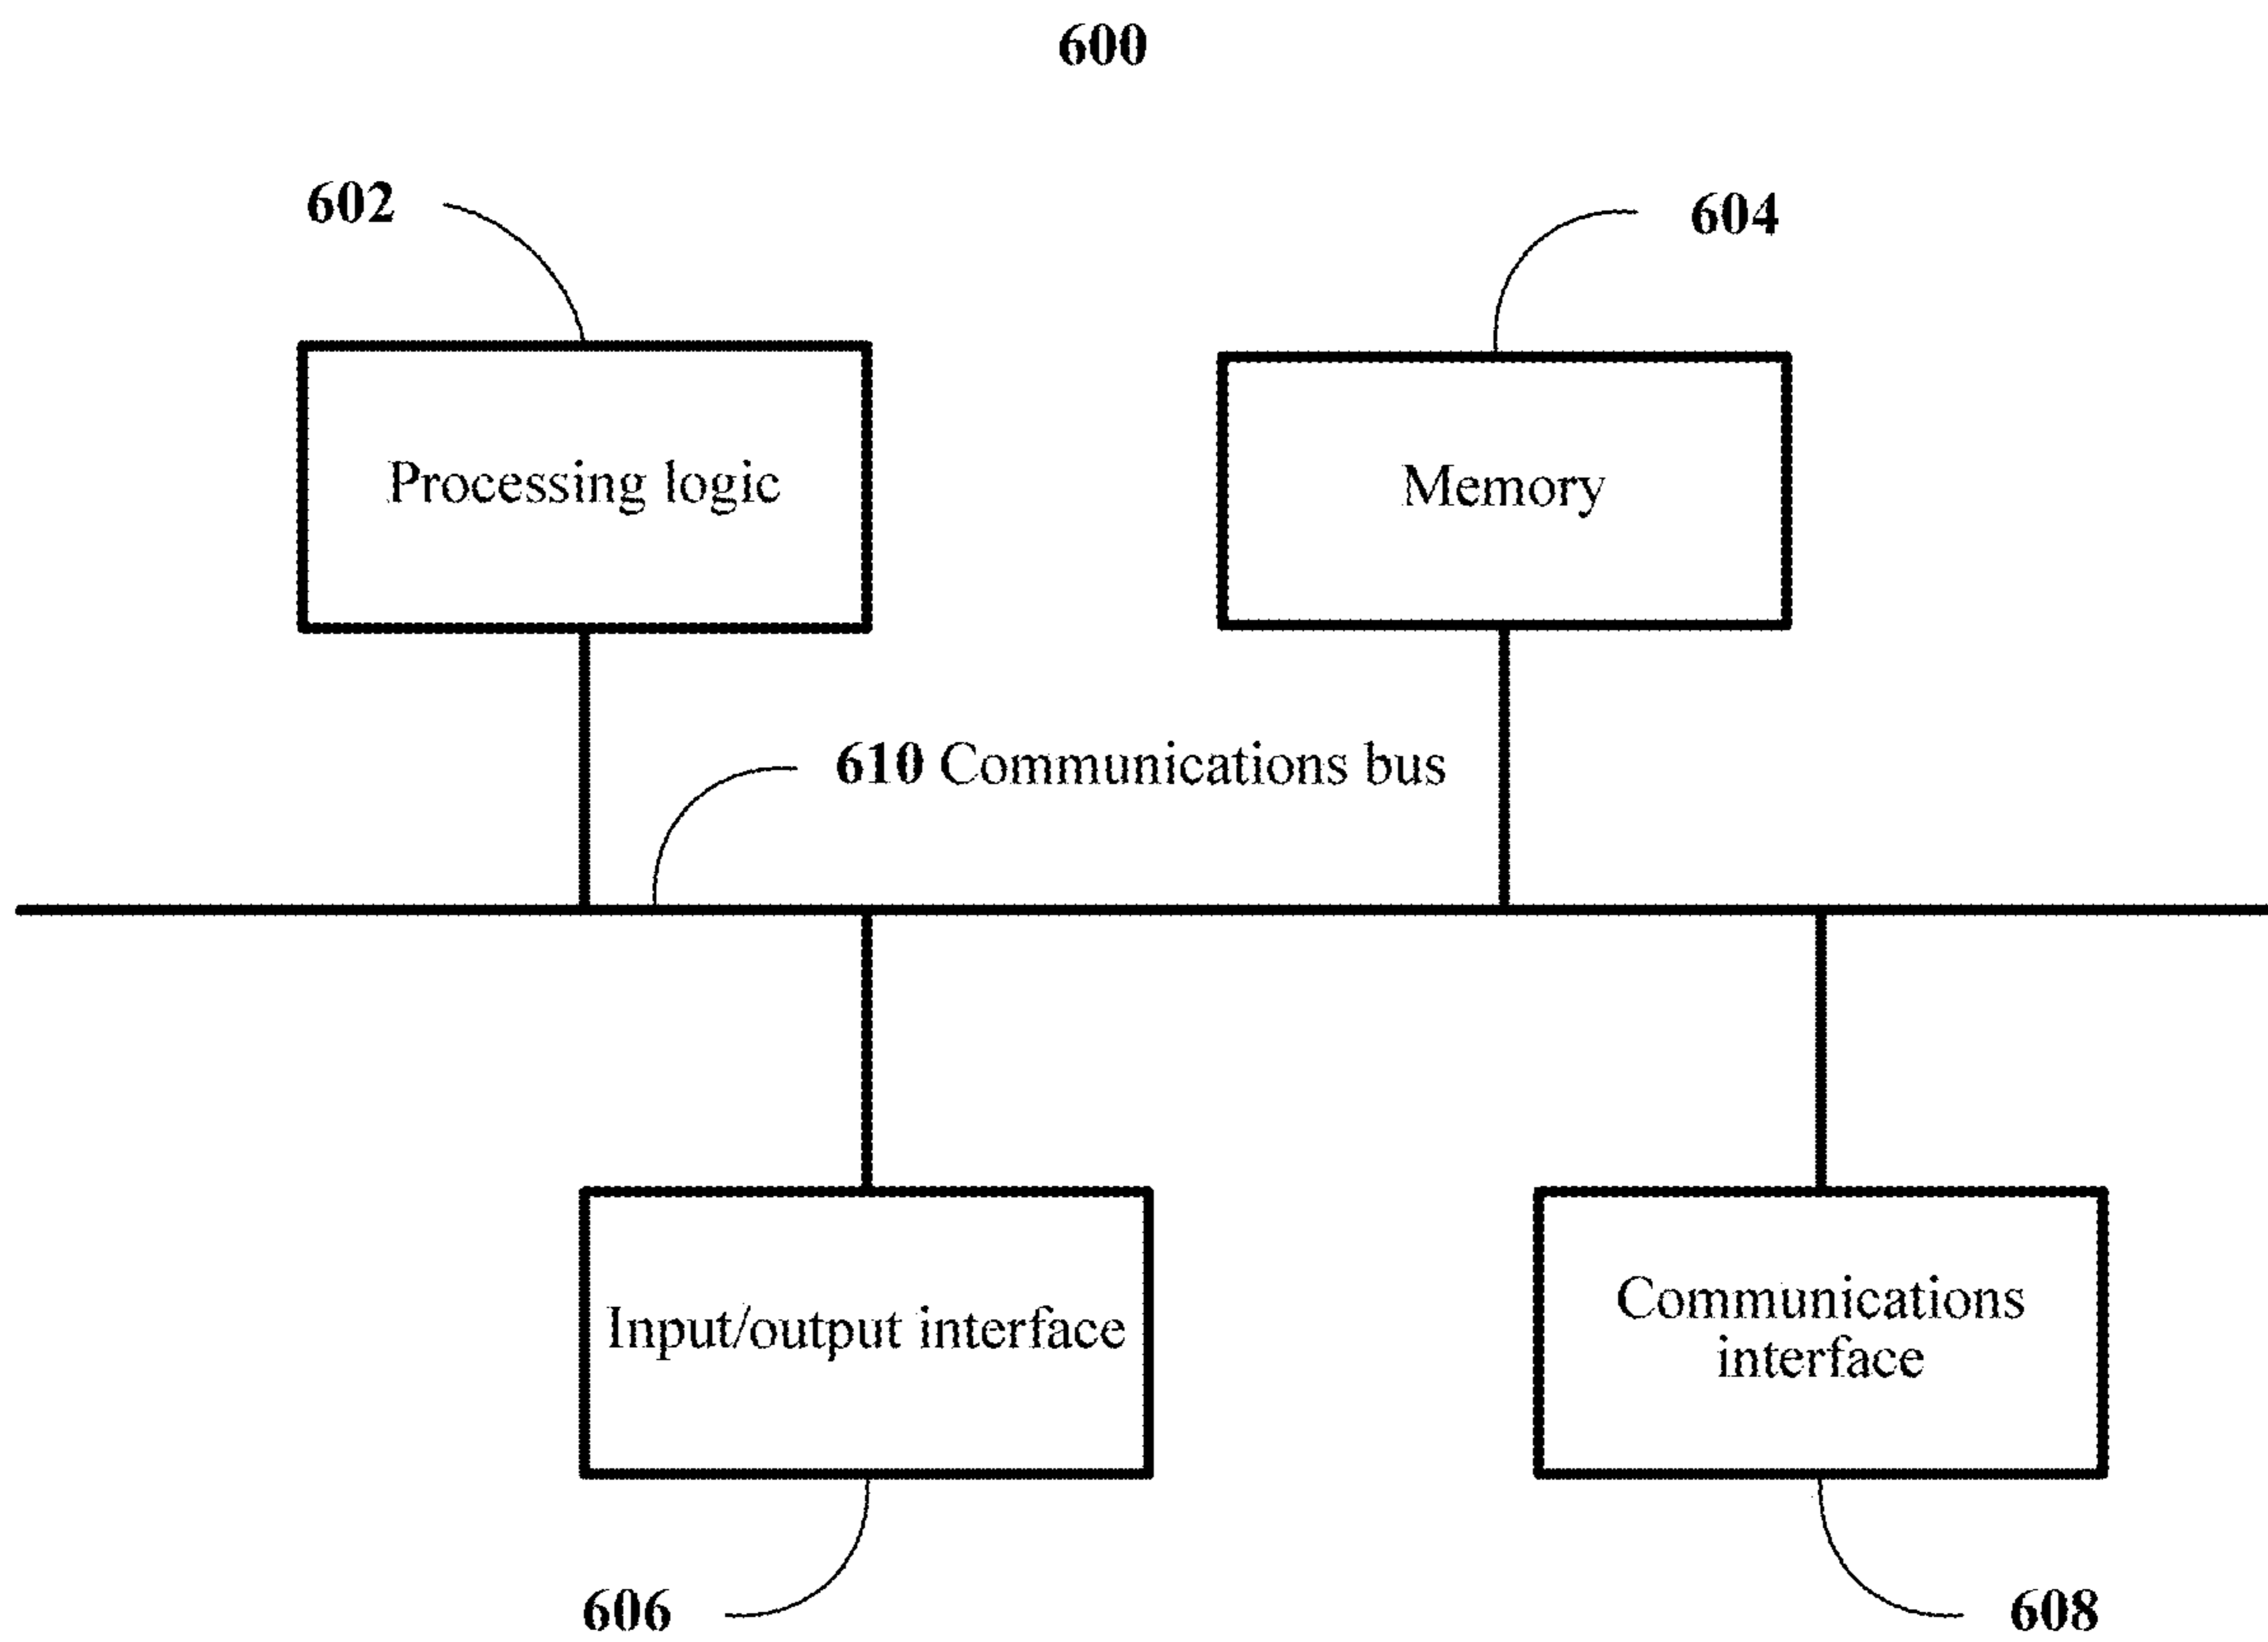 600
602
604
Processing logic
Memory
610 Communications bus
Input/output interface
Communications
interface
606
608